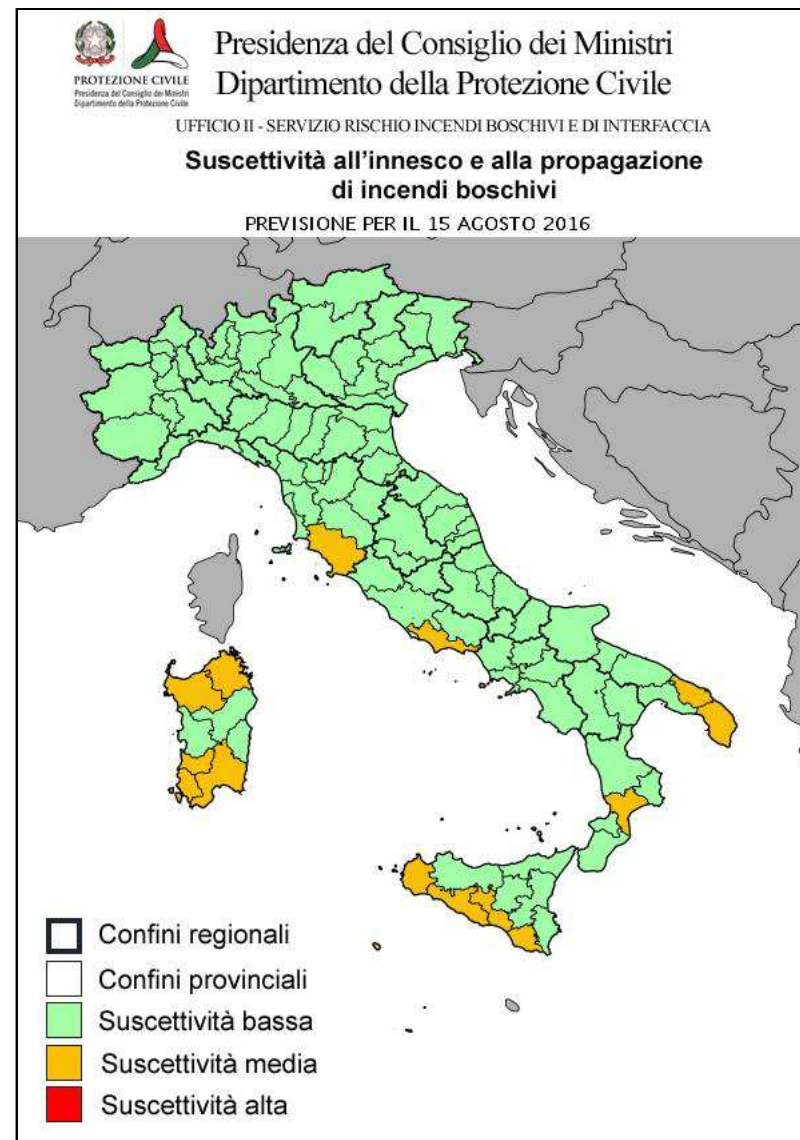 PROTEZIONE CIVILE
Presidenza del Consiglio dei Ministri
Dipartimento della Protezione Civile
Presidenza del Consiglio dei Ministri
Dipartimento della Protezione Civile
UFFICIO II - SERVIZIO RISCHIO INCENDI BOSCHIVI E DI INTERFACCIA
Suscettività all'innesco e alla propagazione
di incendi boschivi
PREVISIONE PER IL 15 AGOSTO 2016
Confini regionali
Confini provinciali
Suscettività bassa
Suscettività media
Suscettività alta